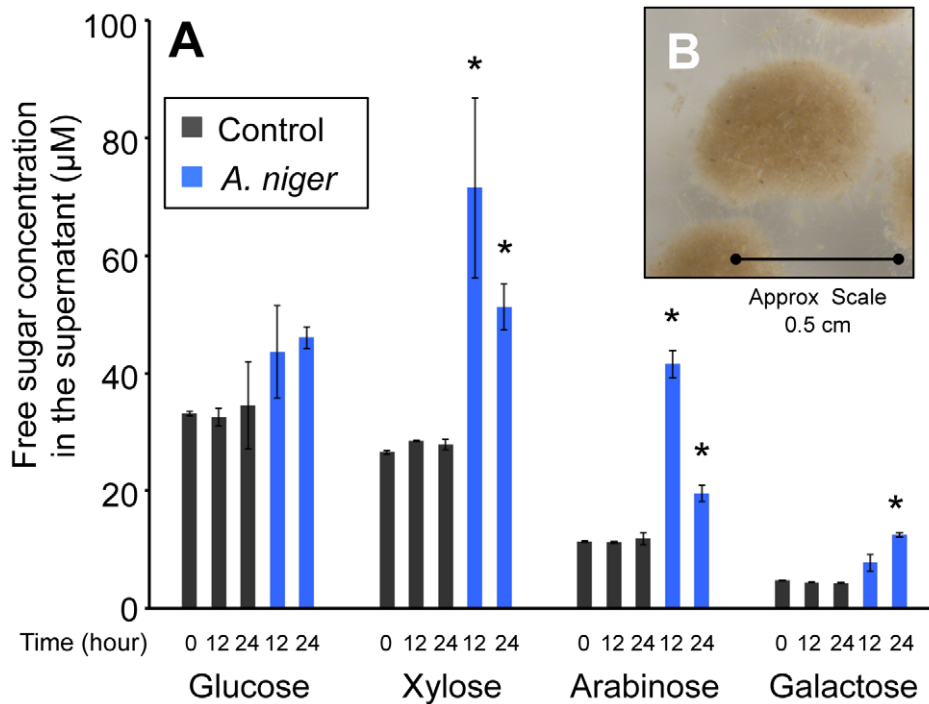 Free sugar concentration
in the supernatant (µM)
100
80
60
40
20
0
A
Control
A. niger
*
*
*
*
*
B
Approx Scale
0.5 cm
Time (hour)
0 12 24 12 24
0 12 24 12 24
0 12 24 12 24
0 12 24 12 24
Glucose
Xylose
Arabinose
Galactose